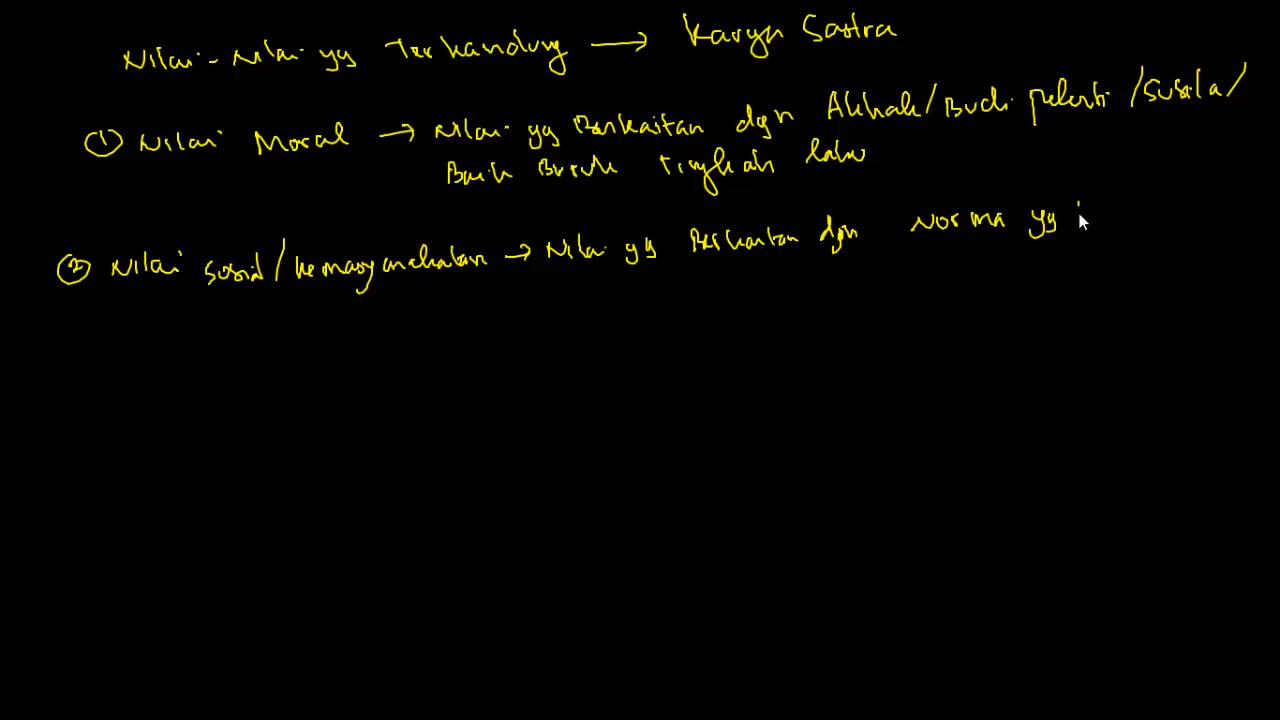 Nilai-Nilai yg Terkandung → Karya Sastra
① Nilai Moral → Nilai yg Berkaitan dgn Akhlak/Budi pekerti/susila/
Baik Buruk Tingkah laku
② Nilai sosial/kemasyarakatan → Nilai yg Berkaitan dgn Norma yg